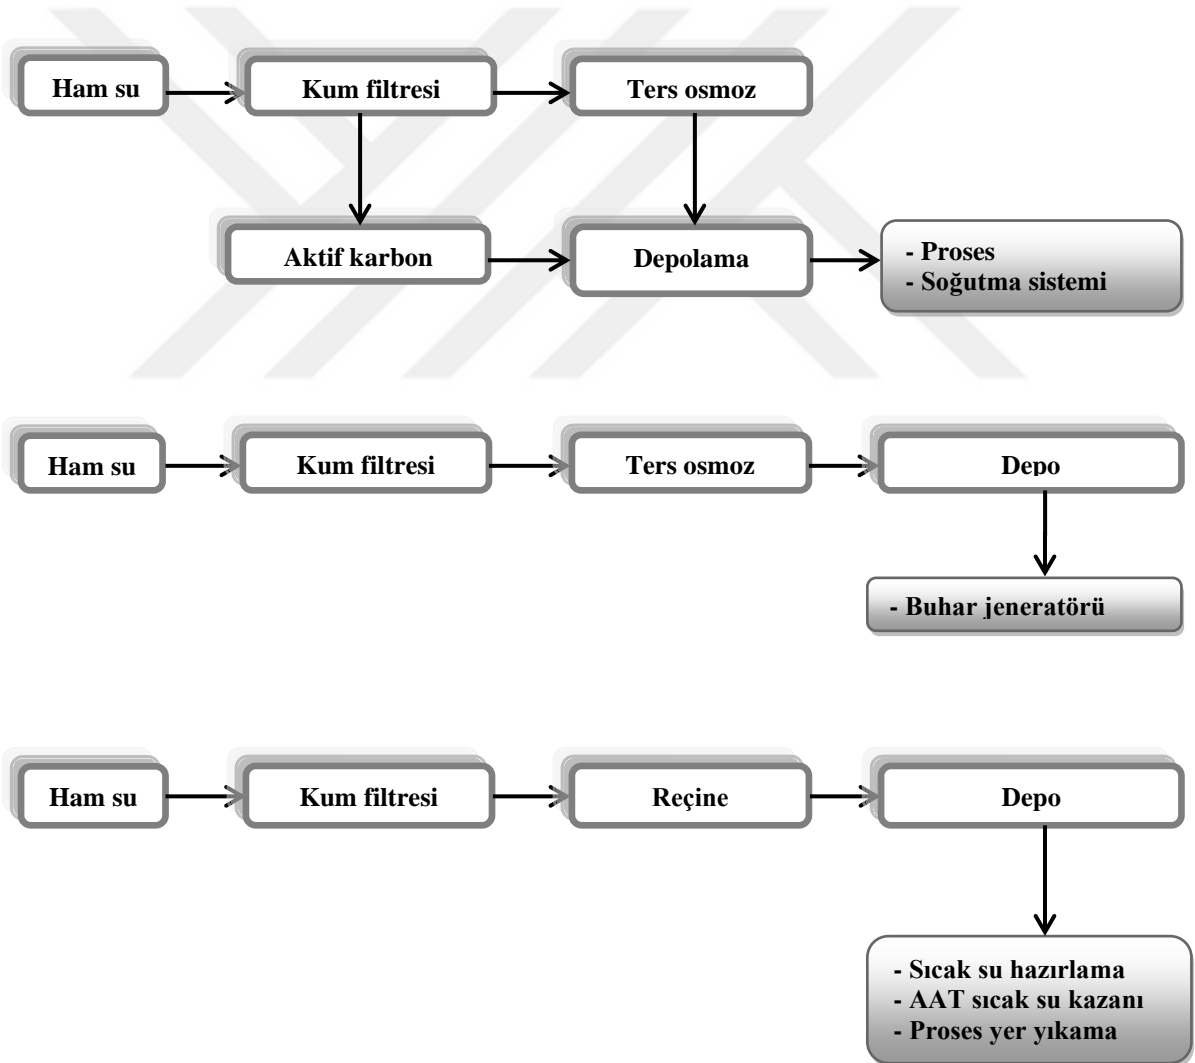 Ham su
Kum filtresi
Ters osmoz
Aktif karbon
Depolama
- Proses
- Soğutma sistemi
Ham su
Kum filtresi
Ters osmoz
Depo
- Buhar jeneratörü
Ham su
Kum filtresi
Reçine
Depo
- Sıcak su hazırlama
- AAT sıcak su kazanı
- Proses yer yıkama